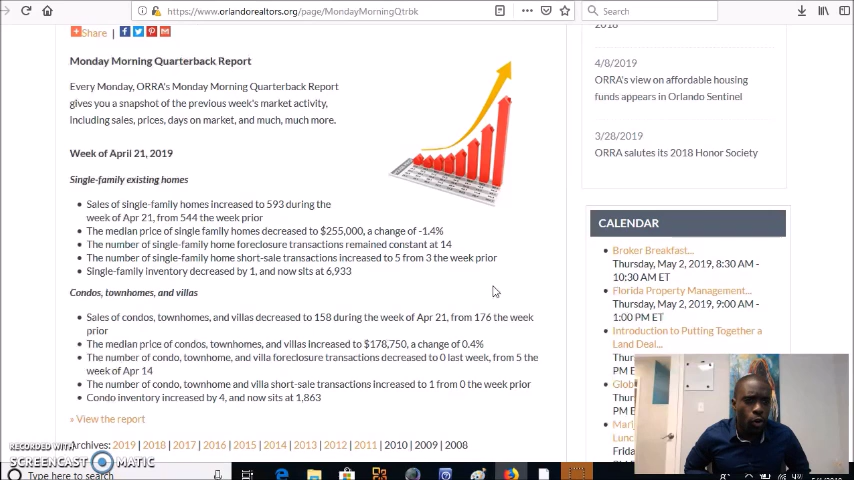 https://www.orlandorealtors.org/page/MondayMorningQtrbk
Search
Share
Monday Morning Quarterback Report
Every Monday, ORRA's Monday Morning Quarterback Report
gives you a snapshot of the previous week's market activity,
including sales, prices, days on market, and much, much more.
Week of April 21, 2019
Single-family existing homes
Sales of single-family homes increased to 593 during the
week of Apr 21, from 544 the week prior
The median price of single family homes decreased to $255,000, a change of -1.4%
The number of single-family home foreclosure transactions remained constant at 14
The number of single-family home short-sale transactions increased to 5 from 3 the week prior
Single-family inventory decreased by 1, and now sits at 6,933
Condos, townhomes, and villas
Sales of condos, townhomes, and villas decreased to 158 during the week of Apr 21, from 176 the week
prior
The median price of condos, townhomes, and villas increased to $178,750, a change of 0.4%
The number of condo, townhome, and villa foreclosure transactions decreased to 0 last week, from 5 the
week of Apr 14
The number of condo, townhome and villa short-sale transactions increased to 1 from 0 the week prior
Condo inventory increased by 4, and now sits at 1,863
» View the report
Archives: 2019 | 2018 | 2017 | 2016 | 2015 | 2014 | 2013 | 2012 | 2011 | 2010 | 2009 | 2008
2018
4/8/2019
ORRA's view on affordable housing
funds appears in Orlando Sentinel
3/28/2019
ORRA salutes its 2018 Honor Society
CALENDAR
Broker Breakfast...
Thursday, May 2, 2019, 8:30 AM -
10:30 AM ET
Florida Property Management...
Thursday, May 2, 2019, 9:00 AM -
1:00 PM ET
Introduction to Putting Together a
Land Deal...
Thur
PM E
Glob
Thur
PM E
Lunc
Frida
RECORDED WITH
SCREENCAST MATIC
Type here to search